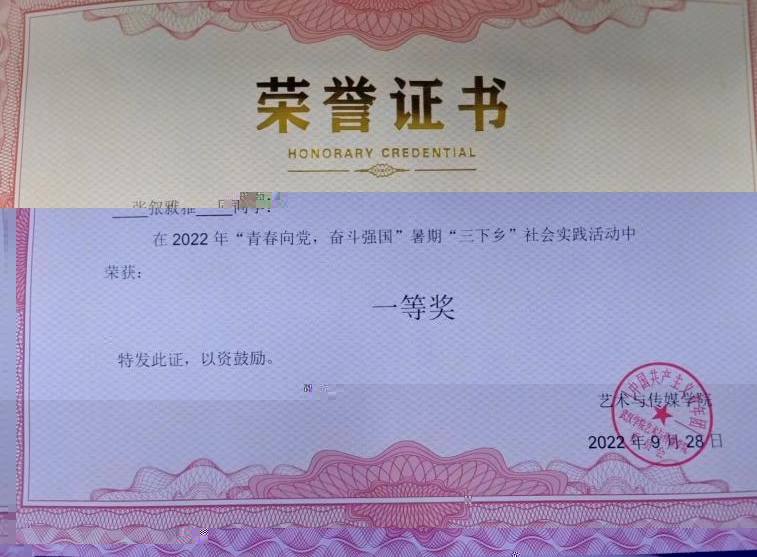 荣誉证书
HONORARY CREDENTIAL
在 2022 年“青春向党，奋斗强国”暑期“三下乡”社会实践活动中
荣获：
一等奖
特发此证，以资鼓励。
艺术与传媒学院
2022 年 9 月 28 日